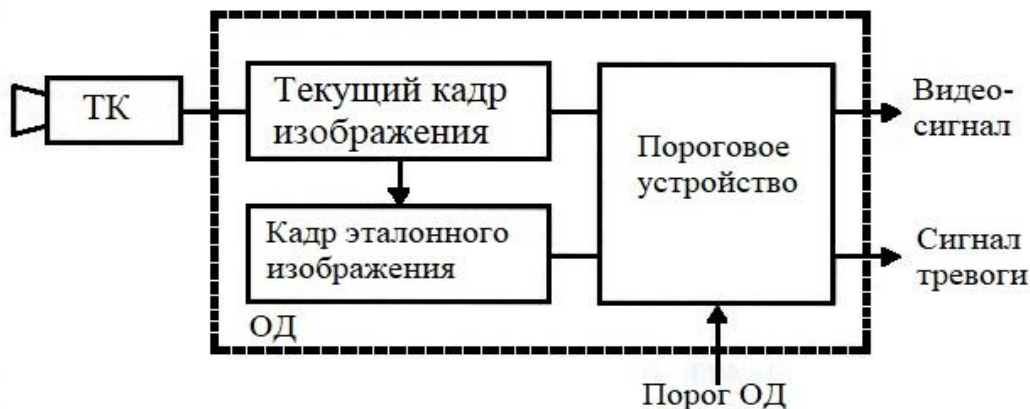 ТК
Текущий кадр
изображения
Кадр эталонного
изображения
ОД
Пороговое
устройство
Видео-
сигнал
Сигнал
тревоги
Порог ОД